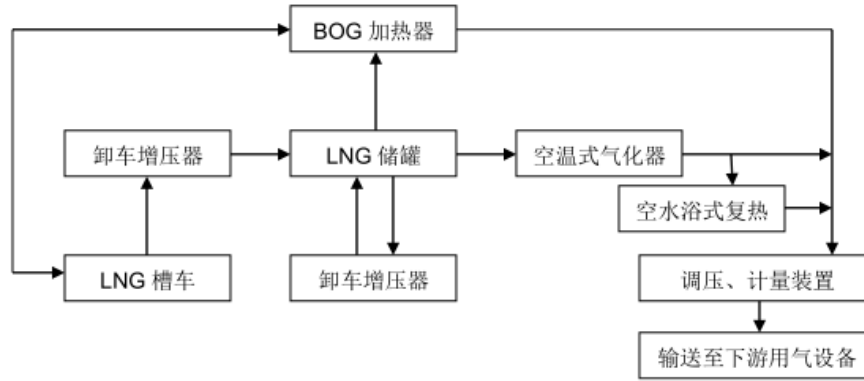 BOG 加热器
卸车增压器
LNG 储罐
空温式气化器
空水浴式复热
LNG 槽车
卸车增压器
调压、计量装置
输送至下游用气设备